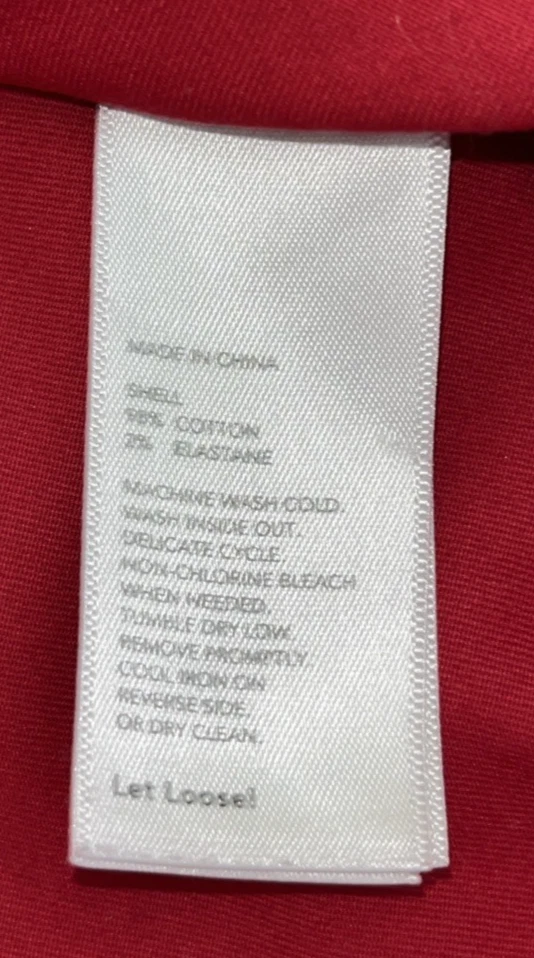 MADE IN CHINA
SHELL
98% COTTON
2% ELASTANE
MACHINE WASH COLD.
WASH INSIDE OUT.
DELICATE CYCLE.
NON-CHLORINE BLEACH
WHEN NEEDED.
TUMBLE DRY LOW.
REMOVE PROMPTLY.
COOL IRON ON
REVERSE SIDE.
OR DRY CLEAN.
Let Loose!